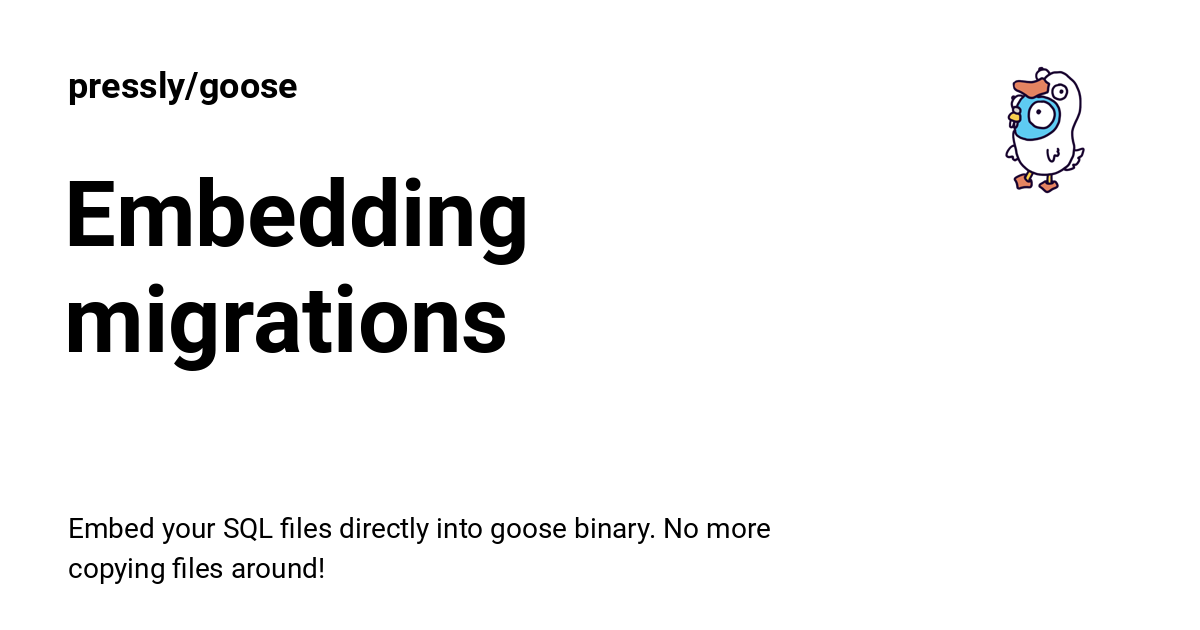 pressly/goose
Embedding
migrations
Embed your SQL files directly into goose binary. No more
copying files around!